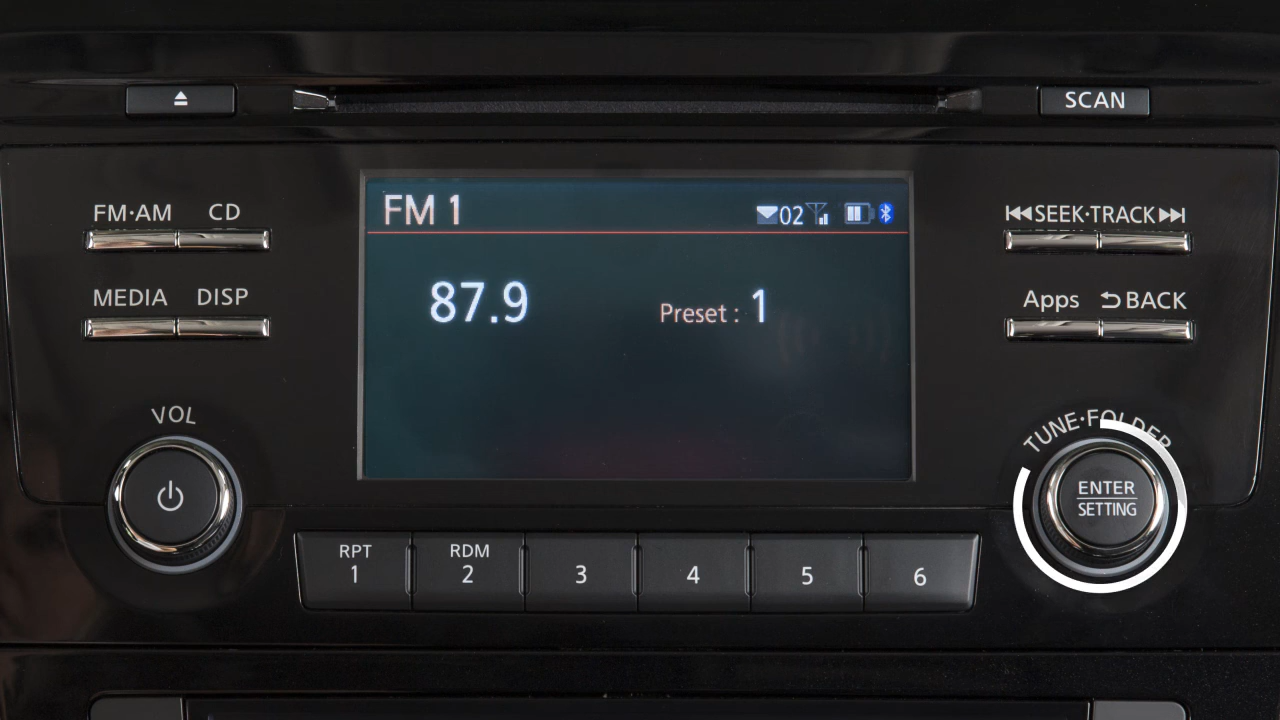 SCAN
FM·AM CD
MEDIA DISP
VOL
FM 1
02
87.9
Preset : 1
SEEK·TRACK
Apps BACK
TUNE·FOLDER
ENTER
SETTING
RPT
1
RDM
2
3
4
5
6